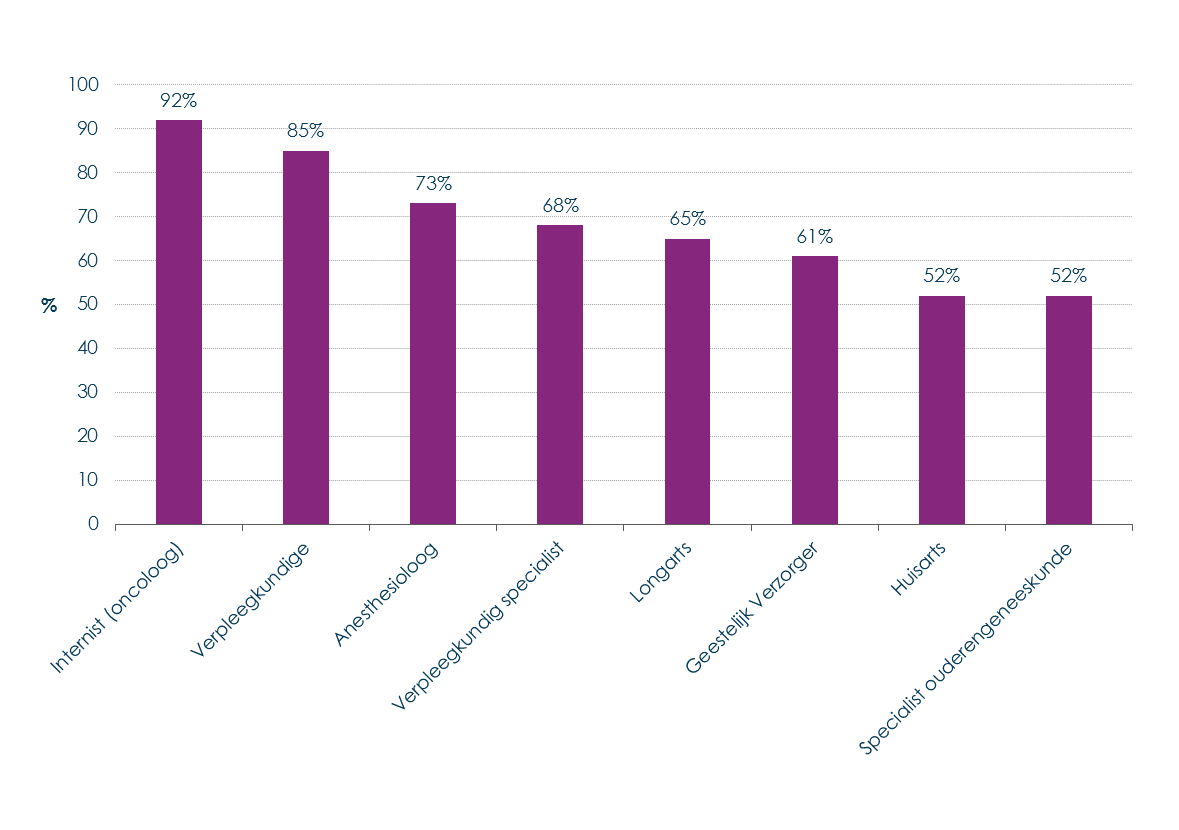 100
92%
90
85%
80
73%
70
68%
65%
61%
60
52%
52%
50
%
40
30
20
10
0
Internist (oncoloog)
Verpleegkundige
Anesthesioloog
Verpleegkundig specialist
Longarts
Geestelijk Verzorger
Huisarts
Specialist ouderengeneeskunde